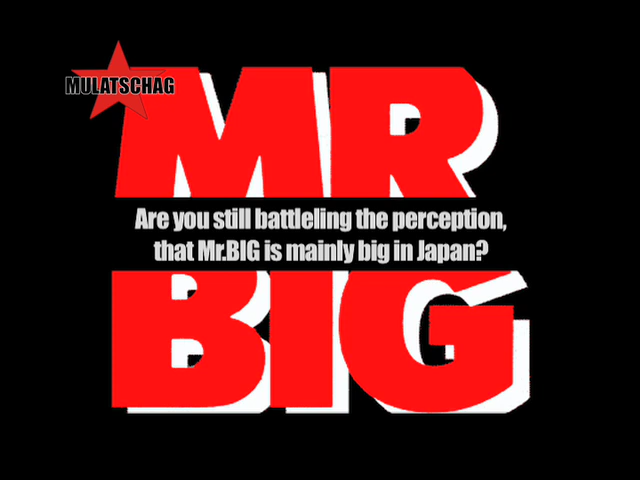 MULATSCHAG
MR
Are you still battleling the perception,
that Mr.BIG is mainly big in Japan?
BIG